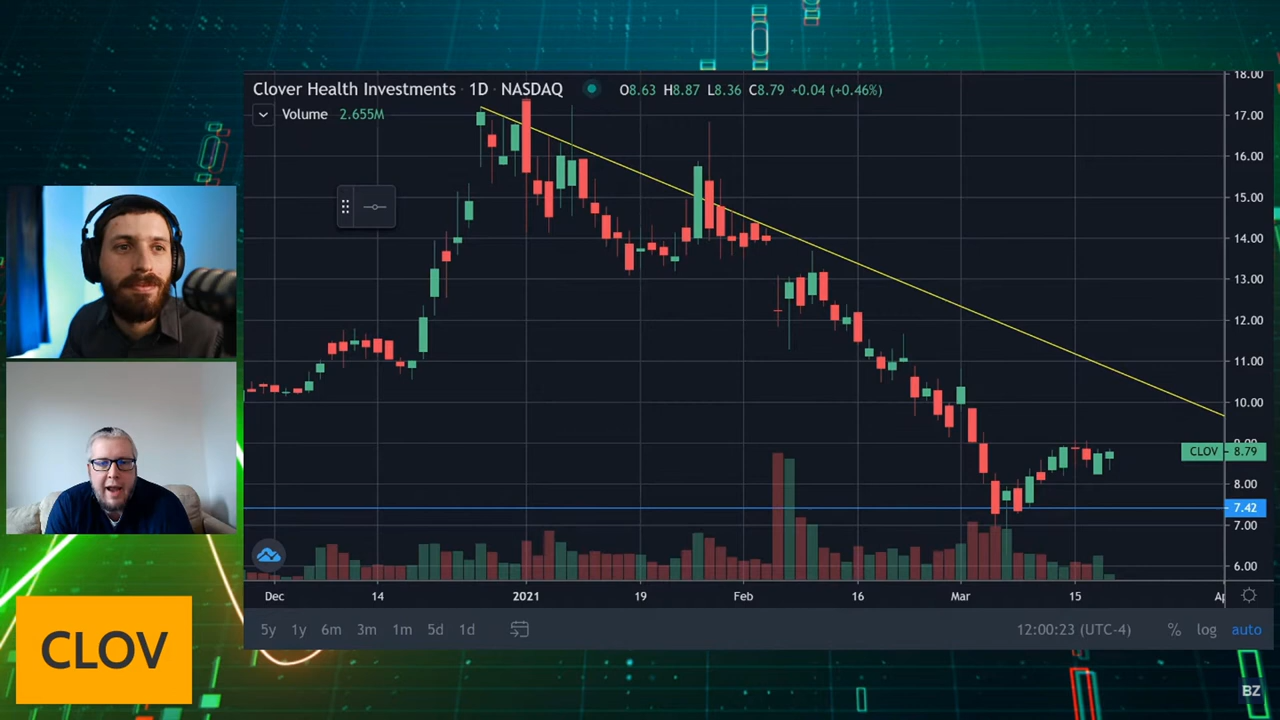 Clover Health Investments · 1D · NASDAQ O8.63 H8.87 L8.36 C8.79 +0.04 (+0.46%)
Volume 2.655M
18.00
17.00
16.00
15.00
14.00
13.00
12.00
11.00
10.00
9.00
CLOV 8.79
8.00
7.42
7.00
6.00
Dec 14 2021 19 Feb 16 Mar 15 Ap
5y 1y 6m 3m 1m 5d 1d 12:00:23 (UTC-4) % log auto
CLOV
BZ